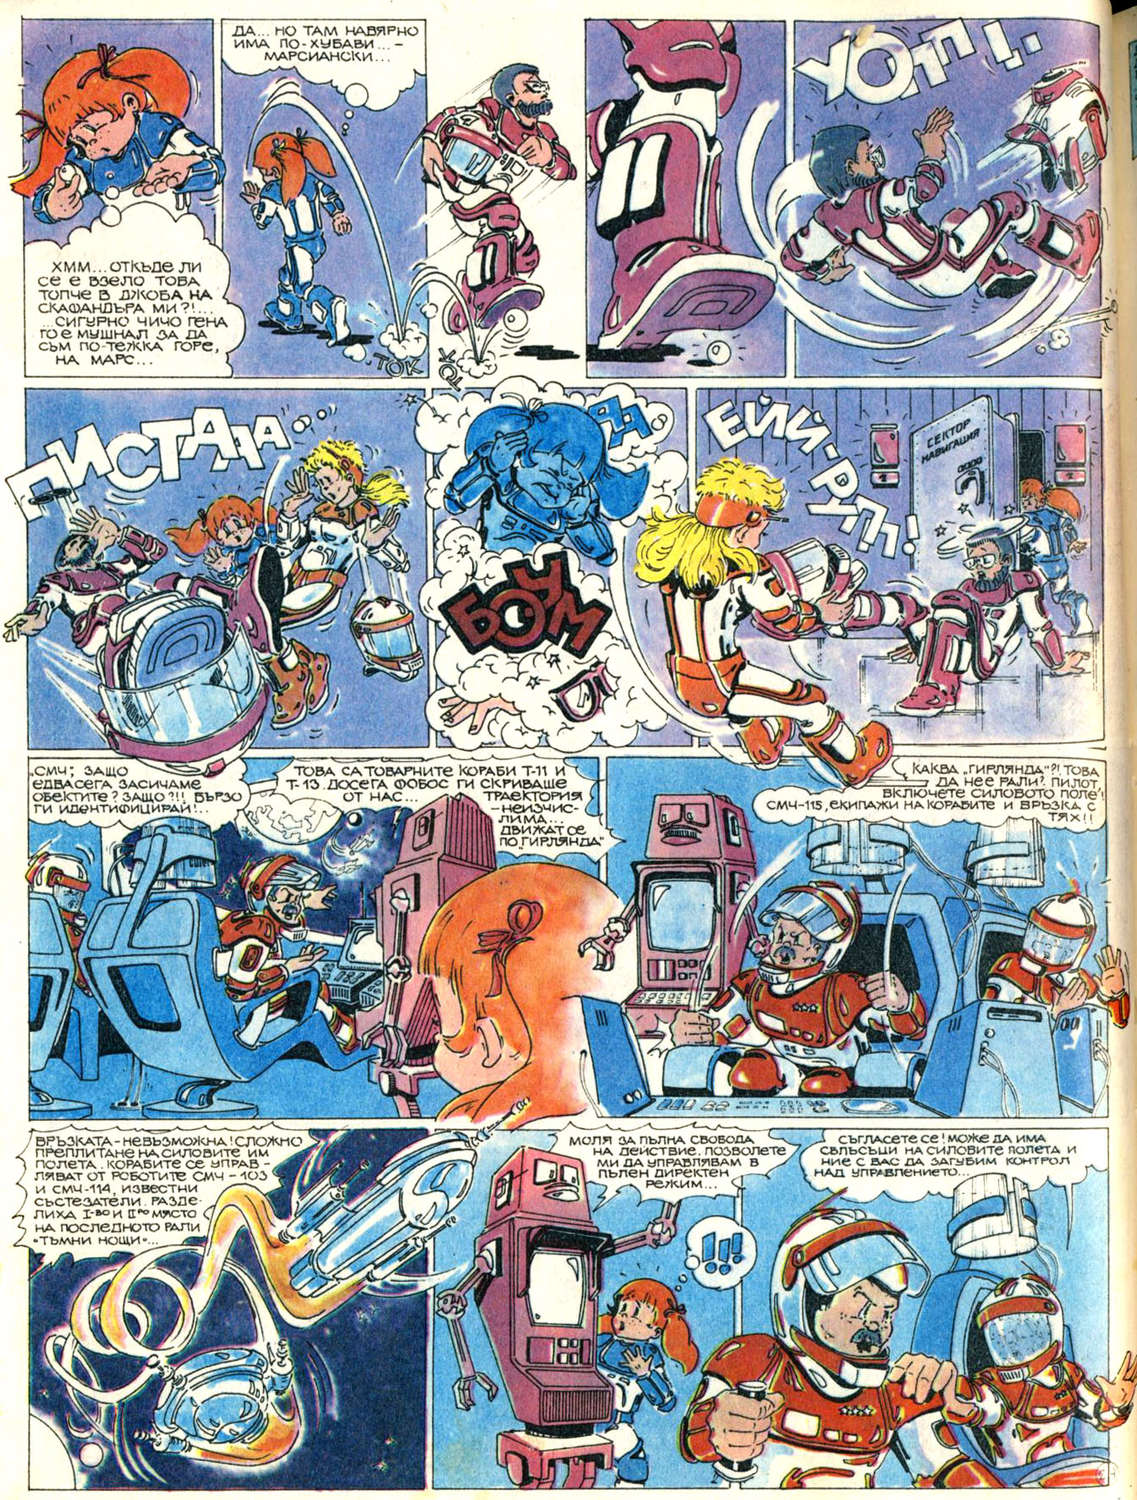 ХММ...ОТКЪДЕ ЛИ
СЕ Е ВЗЕЛО ТОВА
ТОПЧЕ В ДЖОБА НА
СКАФАНДЪРА МИ?!...
...СИГУРНО ЧИЧО ГЕНА
ГО Е МУШНАЛ ЗА ДА
СЪМ ПО-ТЕЖКА ГОРЕ,
НА МАРС...
ДА... НО ТАМ НАВЯРНО
ИМА ПО-ХУБАВИ...-
МАРСИАНСКИ...
ТОК
ТОК
УОПП!..
ПИСТАААА...
БОУМ
ЕЙЙ-РУП!
СЕКТОР
НАВИГАЦИЯ
СМЧ; ЗАЩО
ЕДВА СЕГА ЗАСИЧАМЕ
ОБЕКТИТЕ? ЗАЩО?!! БЪРЗО
ГИ ИДЕНТИФИЦИРАЙ!..
ТОВА СА ТОВАРНИТЕ КОРАБИ Т-11 И
Т-13. ДОСЕГА ФОБОС ГИ СКРИВАШЕ
ОТ НАС... ТРАЕКТОРИЯ
-НЕИЗЧИС-
ЛИМА...
ДВИЖАТ СЕ
ПО „ГИРЛЯНДА"
КАКВА „ГИРЛЯНДА"?! ТОВА
ДА НЕ Е РАЛИ?. ПИЛОТ
ВКЛЮЧЕТЕ СИЛОВОТО ПОЛЕ!
СМЧ-115, ЕКИПАЖИ НА КОРАБИТЕ И ВРЪЗКА С
ТЯХ!!
ВРЪЗКАТА-НЕВЪЗМОЖНА! СЛОЖНО
ПРЕПЛИТАНЕ НА СИЛОВИТЕ ИМ
ПОЛЕТА. КОРАБИТЕ СЕ УПРАВ-
ЛЯВАТ ОТ РОБОТИТЕ СМЧ-103
И СМЧ-114, ИЗВЕСТНИ
СЪСТЕЗАТЕЛИ РАЗДЕ-
ЛИХА I-ВО И II-РО МЯСТО
НА ПОСЛЕДНОТО РАЛИ
"ТЪМНИ НОЩИ"...
МОЛЯ ЗА ПЪЛНА СВОБОДА
НА ДЕЙСТВИЕ. ПОЗВОЛЕТЕ
МИ ДА УПРАВЛЯВАМ В
ПЪЛЕН ДИРЕКТЕН
РЕЖИМ...
!!!
СЪГЛАСЕТЕ СЕ! МОЖЕ ДА ИМА
СБЛЪСЪЦИ НА СИЛОВИТЕ ПОЛЕТА И
НИЕ С ВАС ДА ЗАГУБИМ КОНТРОЛ
НАД УПРАВЛЕНИЕТО...